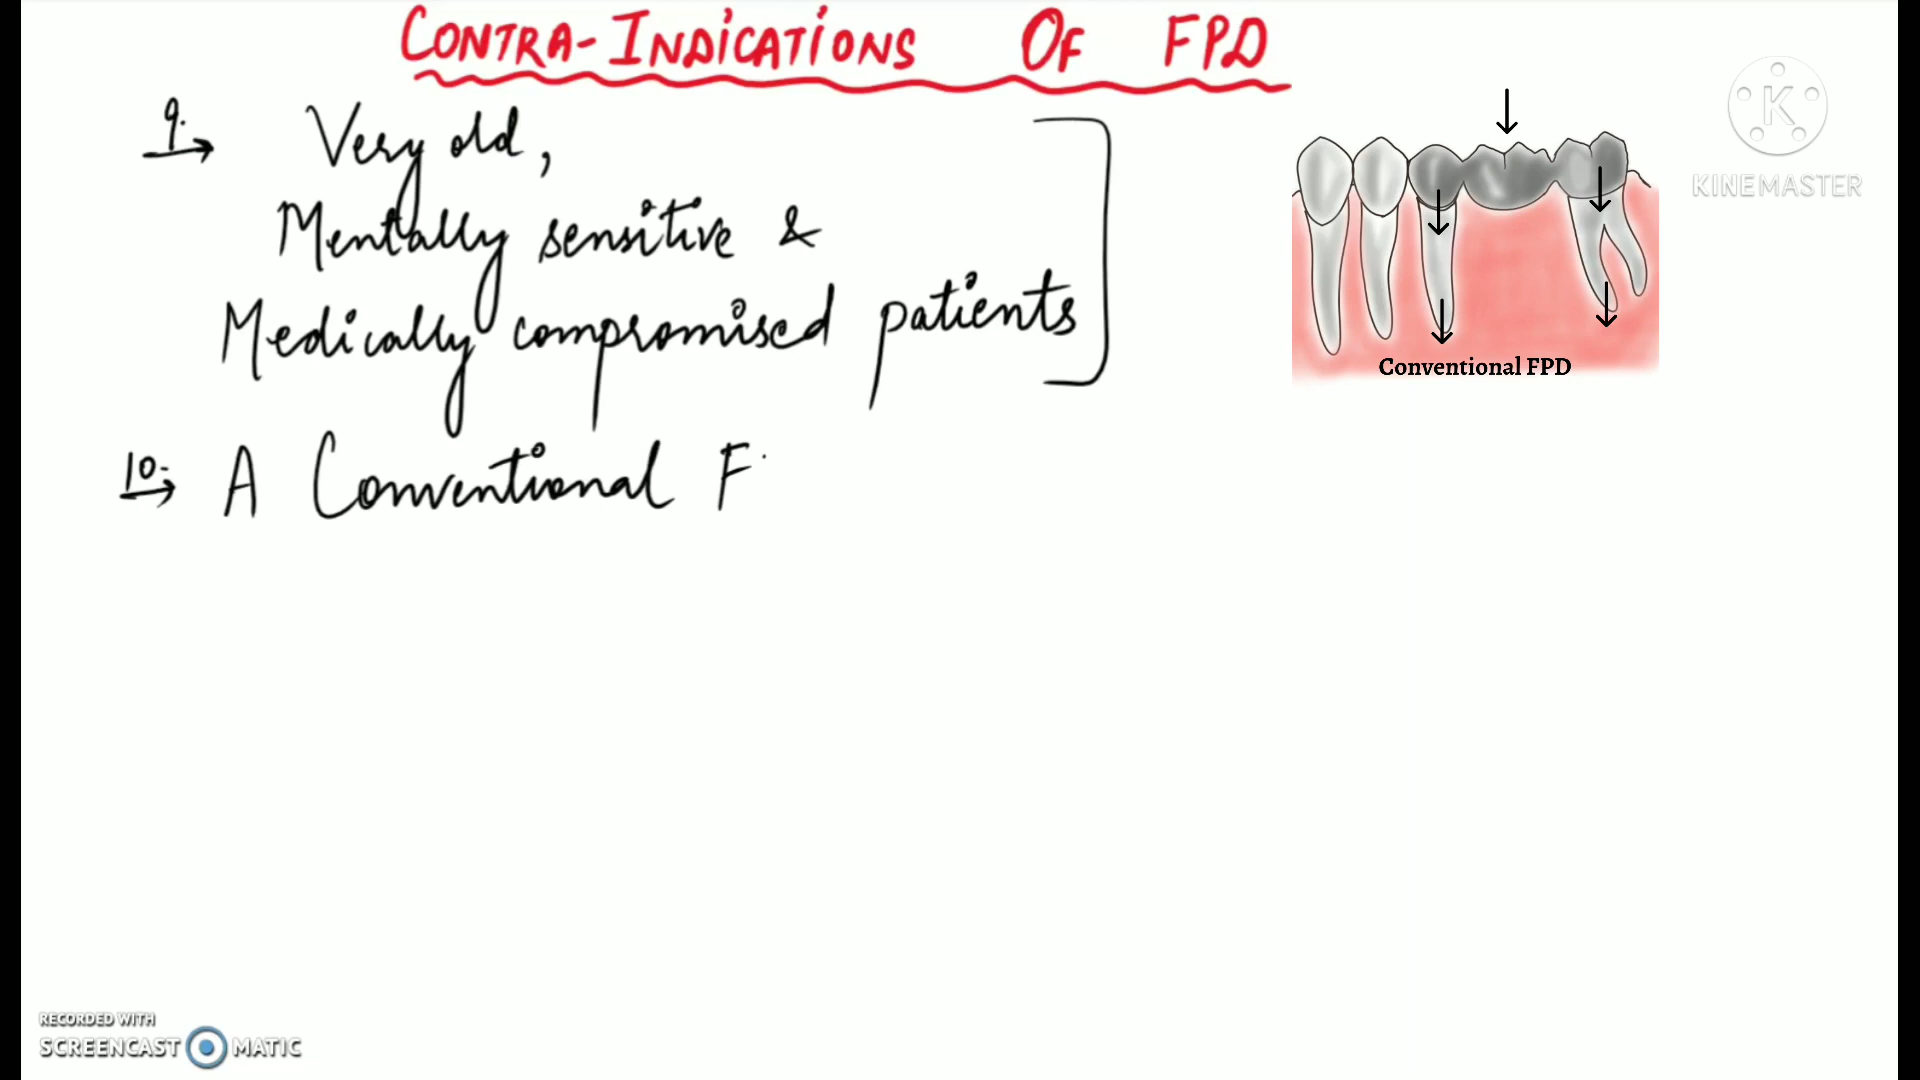 CONTRA-INDICATIONS OF FPD
9. → Very old,
Mentally sensitive &
Medically compromised patients
10. → A Conventional F
Conventional FPD
K
KINEMASTER
RECORDED WITH
SCREENCAST MATIC